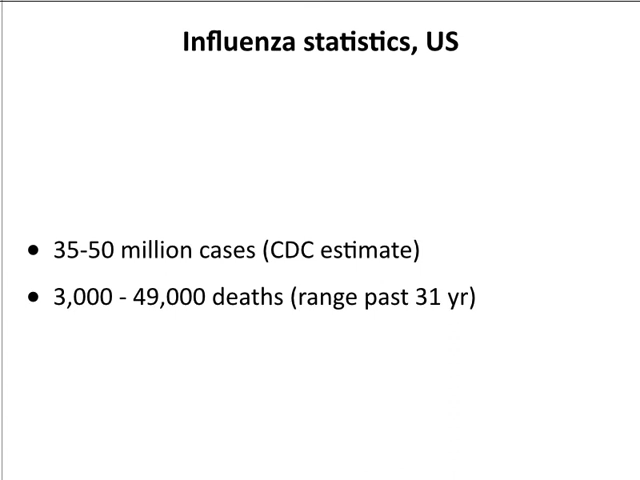 Influenza statistics, US
• 35-50 million cases (CDC estimate)
• 3,000 - 49,000 deaths (range past 31 yr)